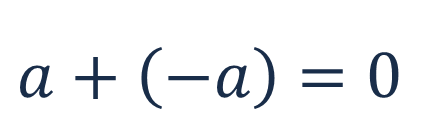 a + (−a) = 0